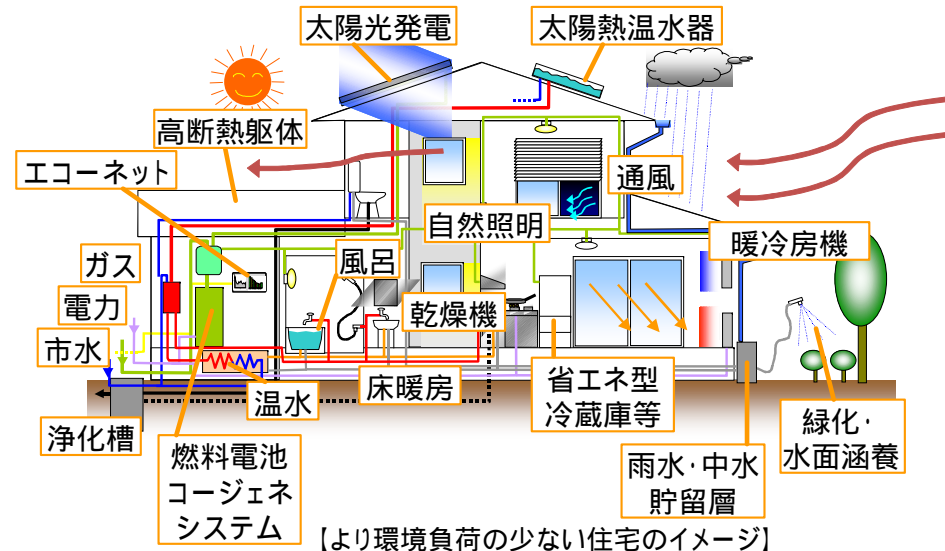 太陽光発電
太陽熱温水器
高断熱躯体
エコーネット
通風
自然照明
暖冷房機
ガス
風呂
電力
乾燥機
市水
床暖房
省エネ型
冷蔵庫等
温水
浄化槽
燃料電池
コージェネ
システム
緑化・
水面涵養
雨水・中水
貯留層
【より環境負荷の少ない住宅のイメージ】